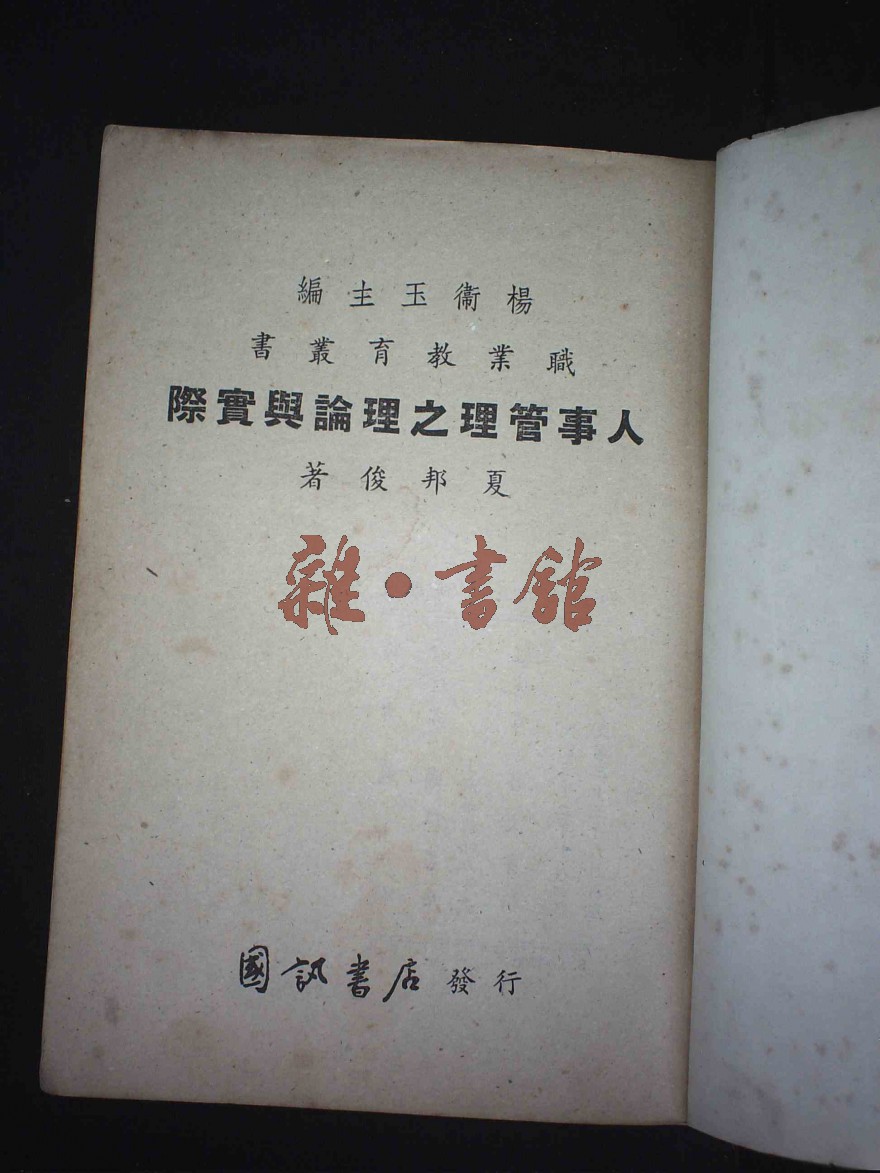 楊衞玉主編
職業教育叢書
人事管理之理論與實際
夏邦俊著
雜·書館
國訊書店發行